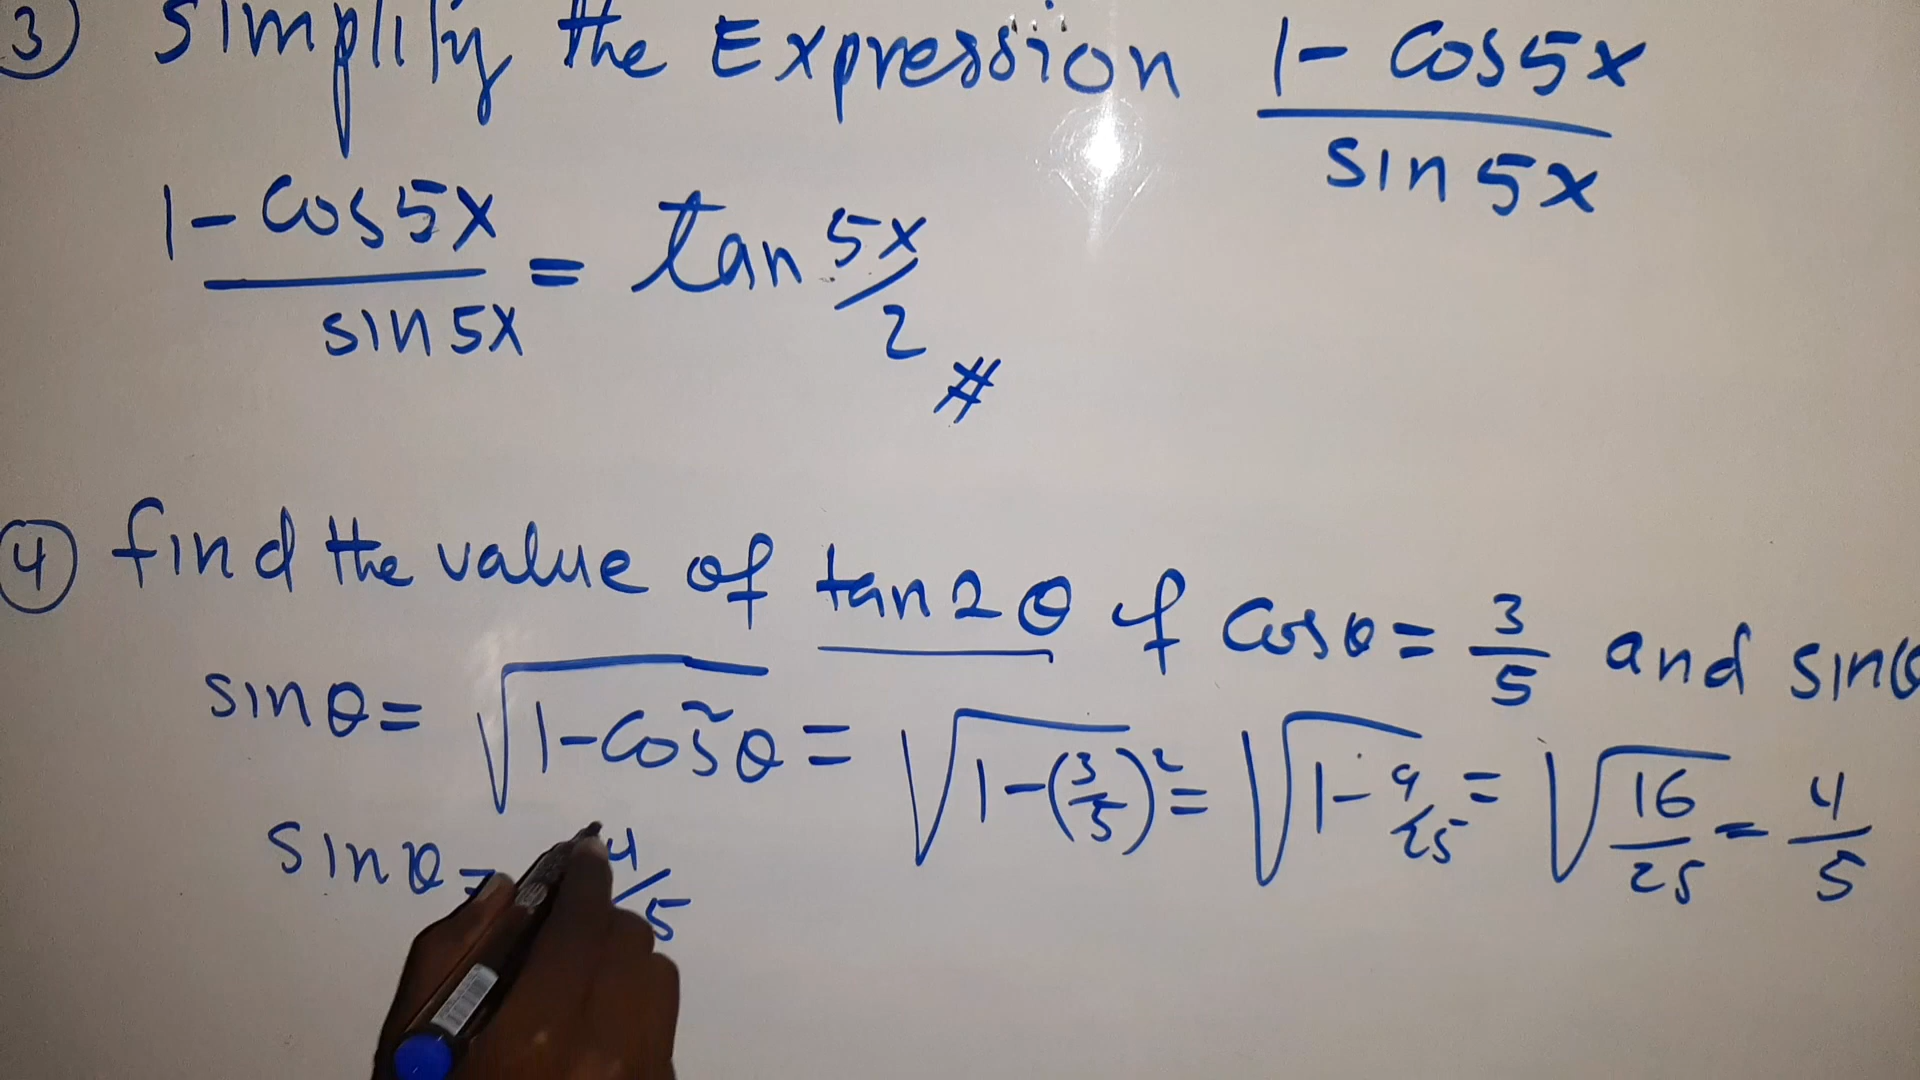 ③ Simplify the Expression 1 - cos5x / sin5x
1 - cos5x / sin5x = tan 5x/2 #
④ find the value of tan2θ if cosθ = 3/5 and sinθ
sinθ = √1-cos²θ = √1-(3/5)² = √1-9/25 = √16/25 = 4/5
sinθ = 4/5